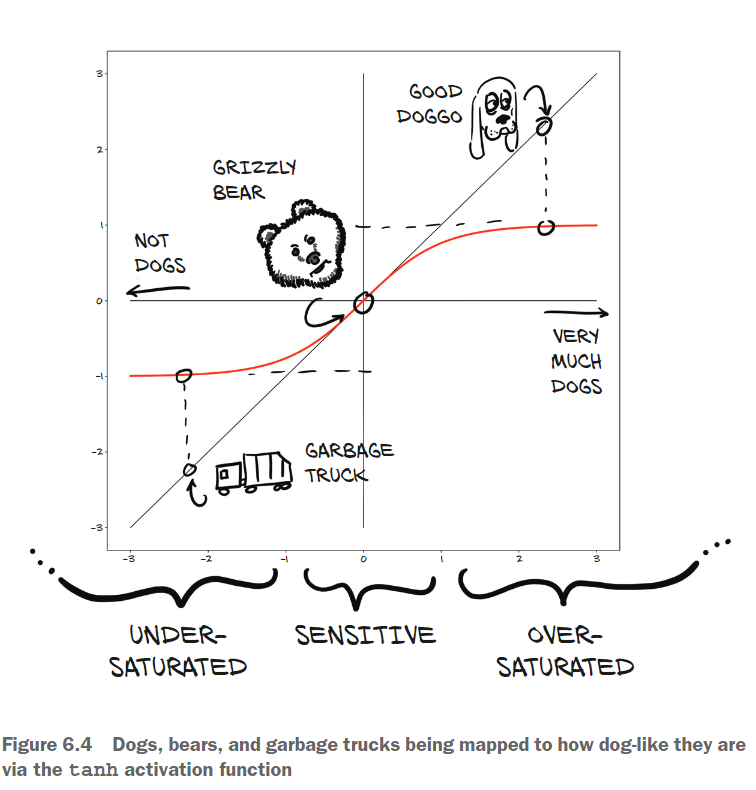 3
GOOD
DOGGO
2
GRIZZLY
BEAR
1
NOT
DOGS
0
VERY
MUCH
DOGS
-1
-2
GARBAGE
TRUCK
-3
-3 -2 -1 0 1 2 3
UNDER-
SATURATED
SENSITIVE
OVER-
SATURATED
Figure 6.4 Dogs, bears, and garbage trucks being mapped to how dog-like they are
via the tanh activation function